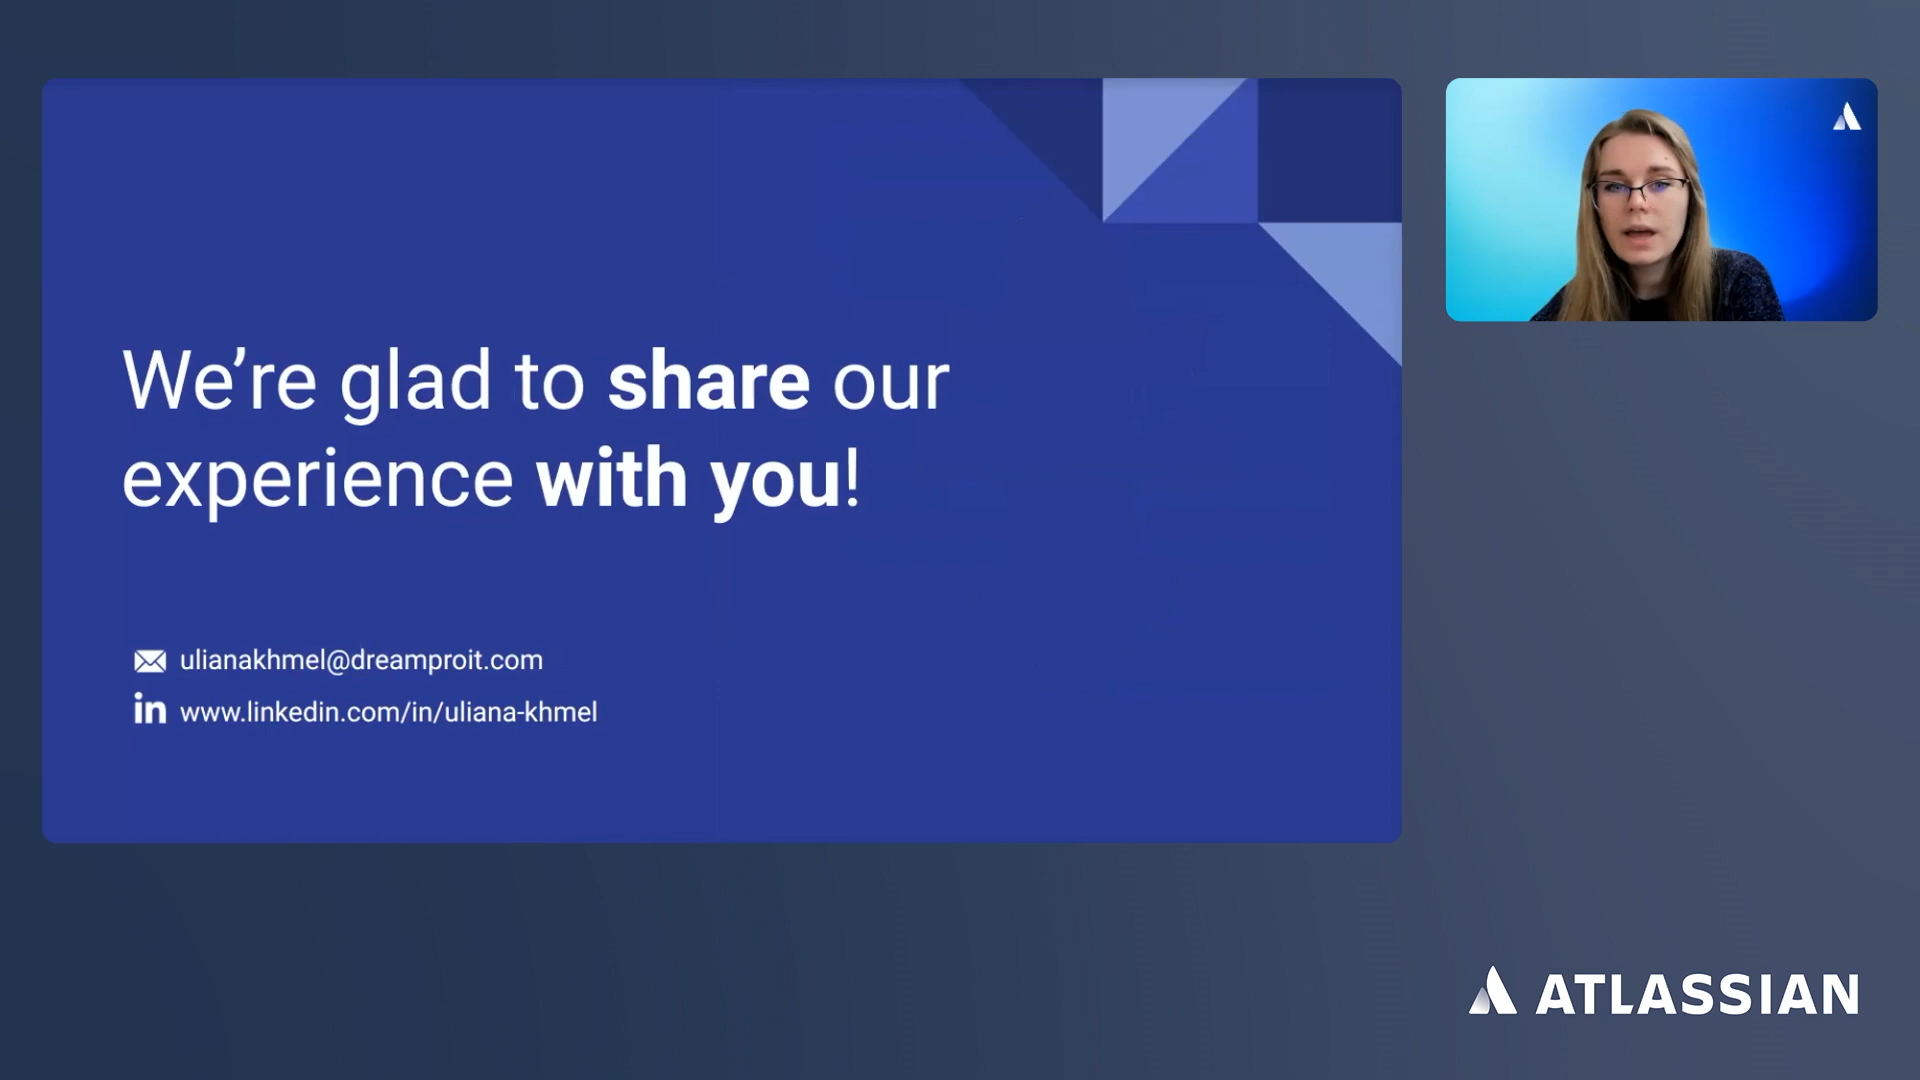 We’re glad to share our
experience with you!
ulianakhmel@dreamproit.com
in www.linkedin.com/in/uliana-khmel
ATLASSIAN